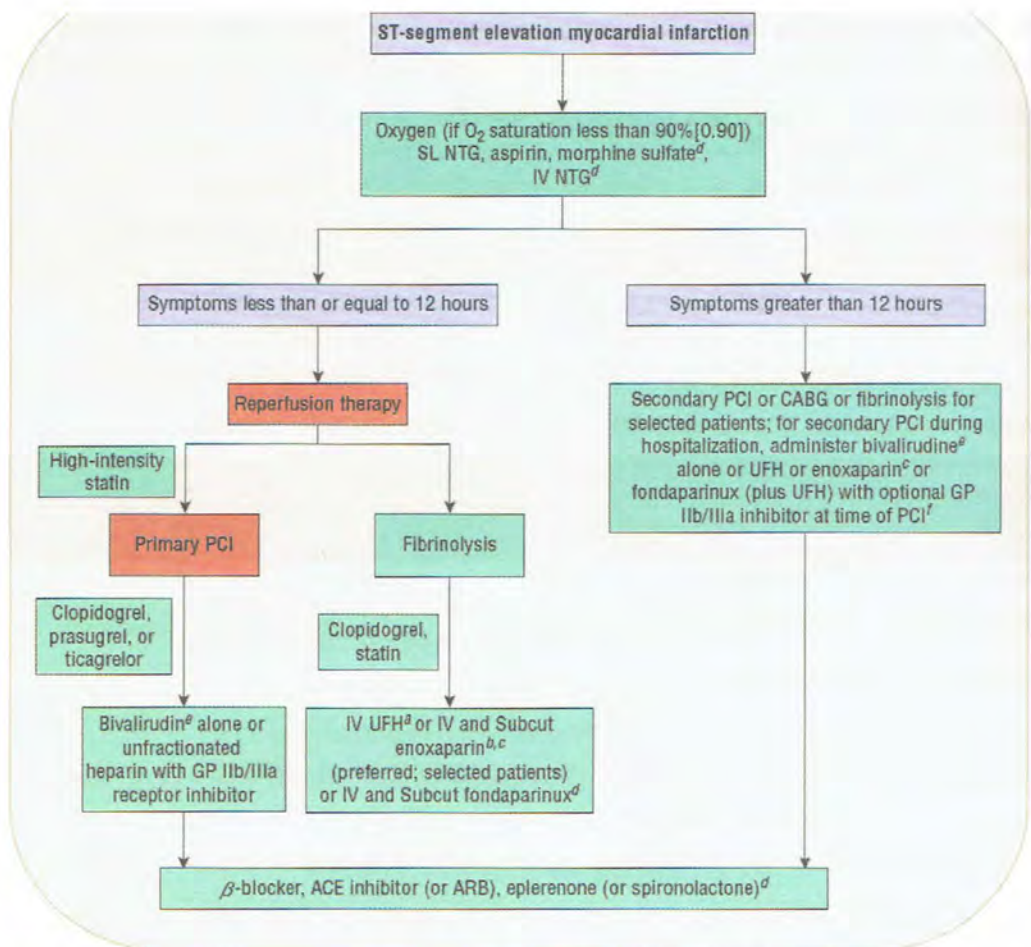 ST-segment elevation myocardial infarction
Oxygen (if O₂ saturation less than 90%[0.90])
SL NTG, aspirin, morphine sulfateᵈ,
IV NTGᵈ
Symptoms less than or equal to 12 hours
Symptoms greater than 12 hours
Reperfusion therapy
High-intensity
statin
Primary PCI
Fibrinolysis
Clopidogrel,
prasugrel, or
ticagrelor
Clopidogrel,
statin
Bivalirudinᵉ alone or
unfractionated
heparin with GP IIb/IIIa
receptor inhibitor
IV UFHᵃ or IV and Subcut
enoxaparinᵇ,ᶜ
(preferred; selected patients)
or IV and Subcut fondaparinuxᵈ
Secondary PCI or CABG or fibrinolysis for
selected patients; for secondary PCI during
hospitalization, administer bivalirudineᵉ
alone or UFH or enoxaparinᶜ or
fondaparinux (plus UFH) with optional GP
IIb/IIIa inhibitor at time of PCIᶠ
β-blocker, ACE inhibitor (or ARB), eplerenone (or spironolactone)ᵈ